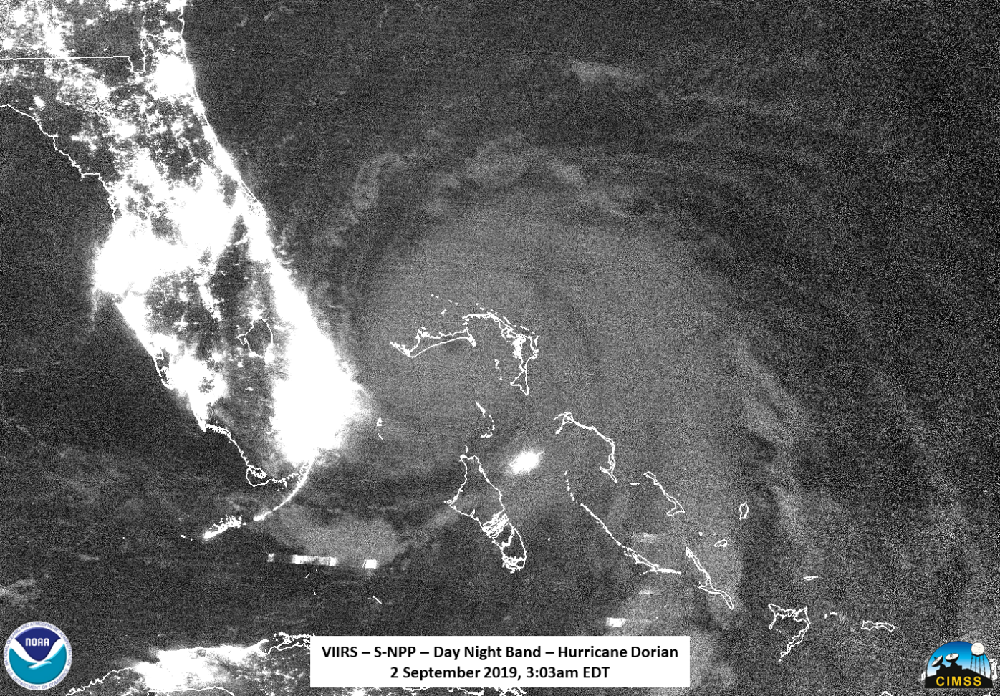 VIIRS – S-NPP – Day Night Band – Hurricane Dorian
2 September 2019, 3:03am EDT
NOAA
CIMSS